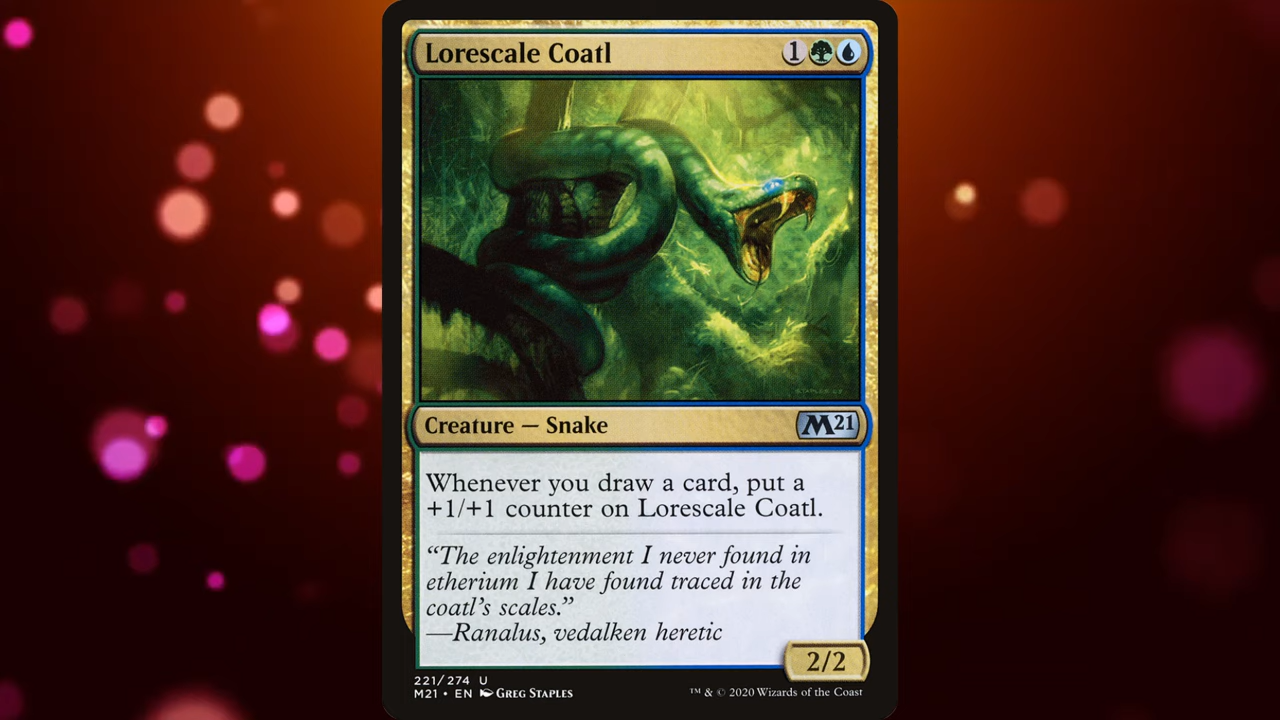 Lorescale Coatl 1
Creature — Snake M21
Whenever you draw a card, put a
+1/+1 counter on Lorescale Coatl.
“The enlightenment I never found in
etherium I have found traced in the
coatl’s scales.”
—Ranalus, vedalken heretic
2/2
221/274 U
M21 • EN Greg Staples
™ & © 2020 Wizards of the Coast